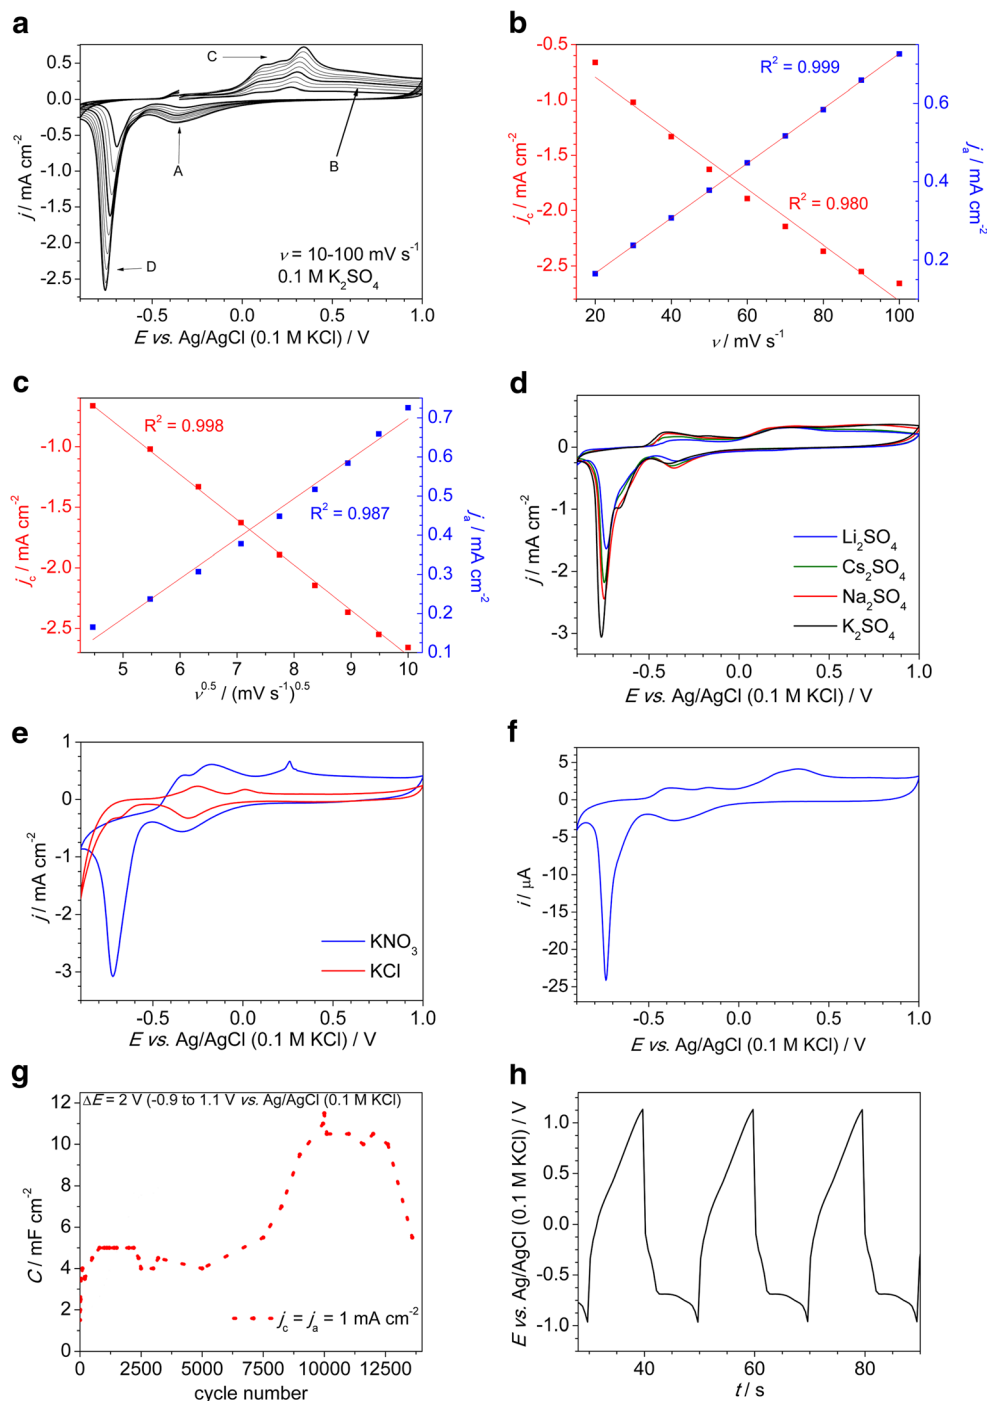 a
0.5
0.0
-0.5
-1.0
-1.5
-2.0
-2.5
j / mA cm-2
C
A
B
D
ν = 10-100 mV s-1
0.1 M K2SO4
-0.5 0.0 0.5 1.0
E vs. Ag/AgCl (0.1 M KCl) / V
b
-0.5
-1.0
-1.5
-2.0
-2.5
jc / mA cm-2
R2 = 0.999
R2 = 0.980
0.6
0.4
0.2
ja / mA cm-2
20 40 60 80 100
ν / mV s-1
c
-1.0
-1.5
-2.0
-2.5
jc / mA cm-2
R2 = 0.998
R2 = 0.987
0.7
0.6
0.5
0.4
0.3
0.2
0.1
ja / mA cm-2
5 6 7 8 9 10
ν0.5 / (mV s-1)0.5
d
0
-1
-2
-3
j / mA cm-2
Li2SO4
Cs2SO4
Na2SO4
K2SO4
-0.5 0.0 0.5 1.0
E vs. Ag/AgCl (0.1 M KCl) / V
e
1
0
-1
-2
-3
j / mA cm-2
KNO3
KCl
-0.5 0.0 0.5 1.0
E vs. Ag/AgCl (0.1 M KCl) / V
f
5
0
-5
-10
-15
-20
-25
i / μA
-0.5 0.0 0.5 1.0
E vs. Ag/AgCl (0.1 M KCl) / V
g
12
10
8
6
4
2
0
C / mF cm-2
ΔE = 2 V (-0.9 to 1.1 V vs. Ag/AgCl (0.1 M KCl)
jc = ja = 1 mA cm-2
0 2500 5000 7500 10000 12500
cycle number
h
1.0
0.5
0.0
-0.5
-1.0
E vs. Ag/AgCl (0.1 M KCl) / V
40 60 80
t / s